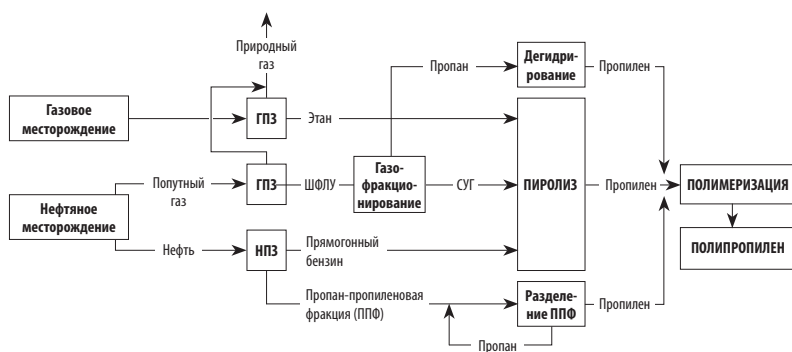 Природный
газ
Пропан
Дегидри-
рование
Пропилен
Газовое
месторождение
ГПЗ
Этан
Нефтяное
месторождение
Попутный
газ
ГПЗ
ШФЛУ
Газо-
фракцио-
нирование
СУГ
ПИРОЛИЗ
Пропилен
ПОЛИМЕРИЗАЦИЯ
ПОЛИПРОПИЛЕН
Нефть
НПЗ
Прямогонный
бензин
Пропан-пропиленовая
фракция (ППФ)
Разделе-
ние ППФ
Пропилен
Пропан